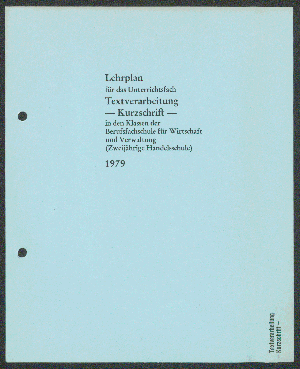 Lehrplan
für das Unterrichtsfach
Textverarbeitung
— Kurzschrift —
in den Klassen der
Berufsfachschule für Wirtschaft
und Verwaltung
(Zweijährige Handelsschule)
1979
Textverarbeitung
Kurzschrift –